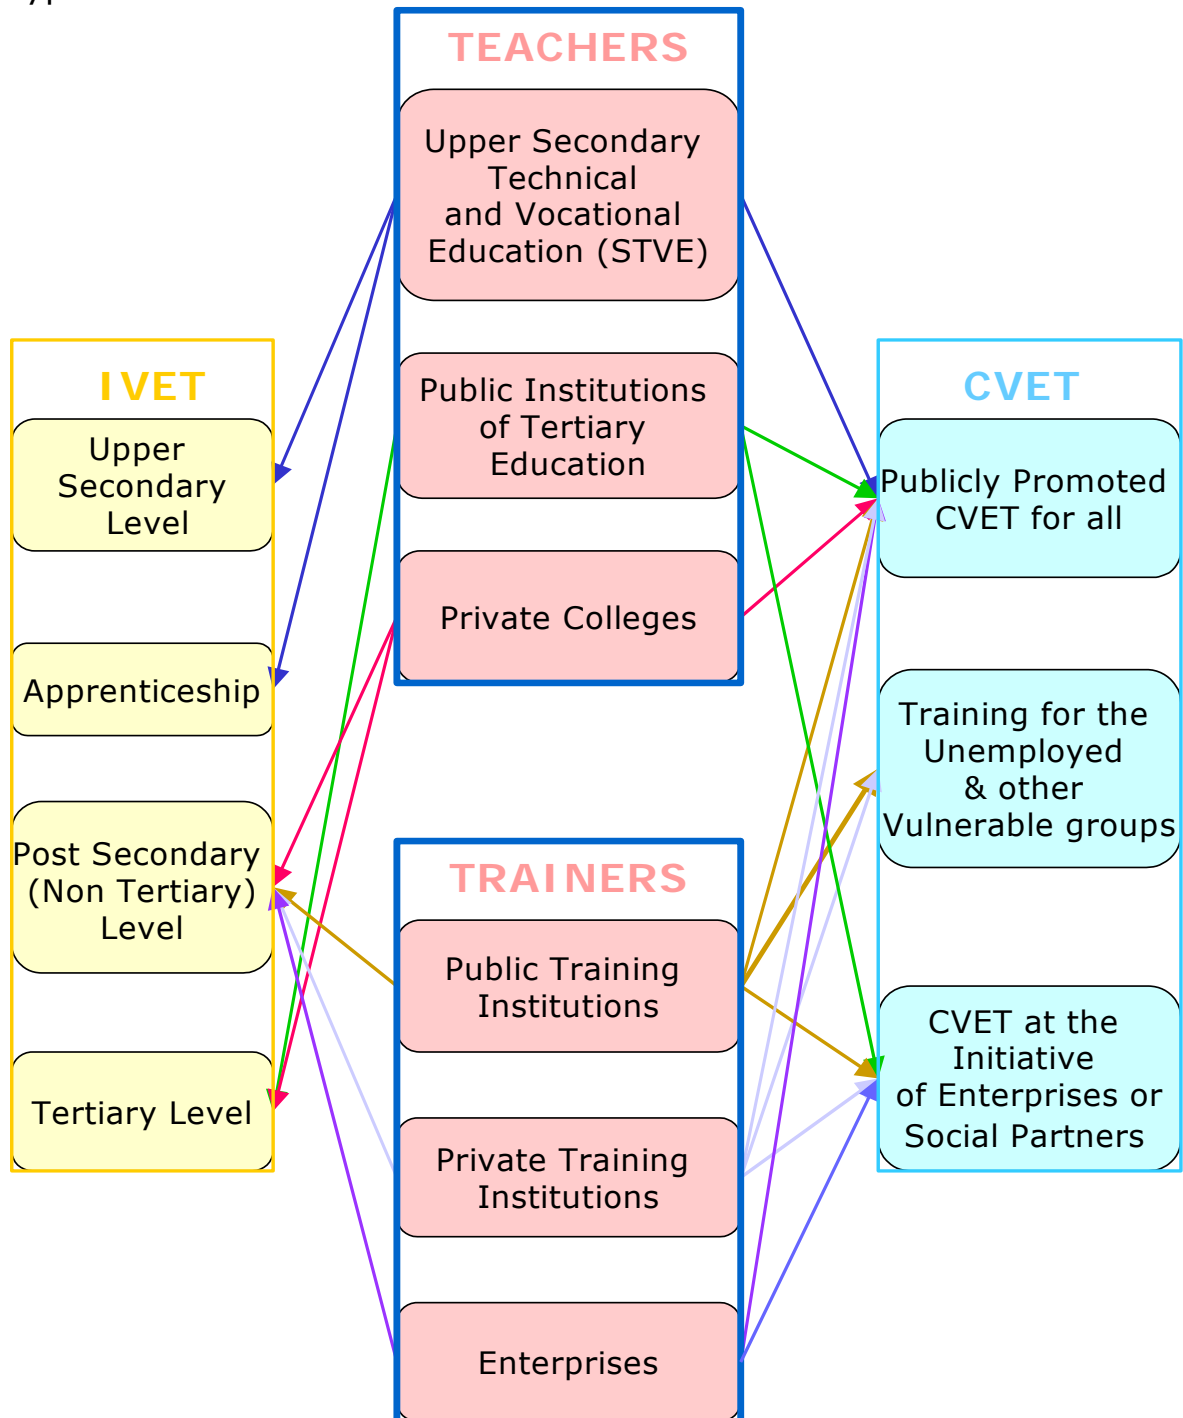 TEACHERS
Upper Secondary
Technical
and Vocational
Education (STVE)
Public Institutions
of Tertiary
Education
Private Colleges
IVET
Upper
Secondary
Level
Apprenticeship
Post Secondary
(Non Tertiary)
Level
Tertiary Level
TRAINERS
Public Training
Institutions
Private Training
Institutions
Enterprises
CVET
Publicly Promoted
CVET for all
Training for the
Unemployed
& other
Vulnerable groups
CVET at the
Initiative
of Enterprises or
Social Partners